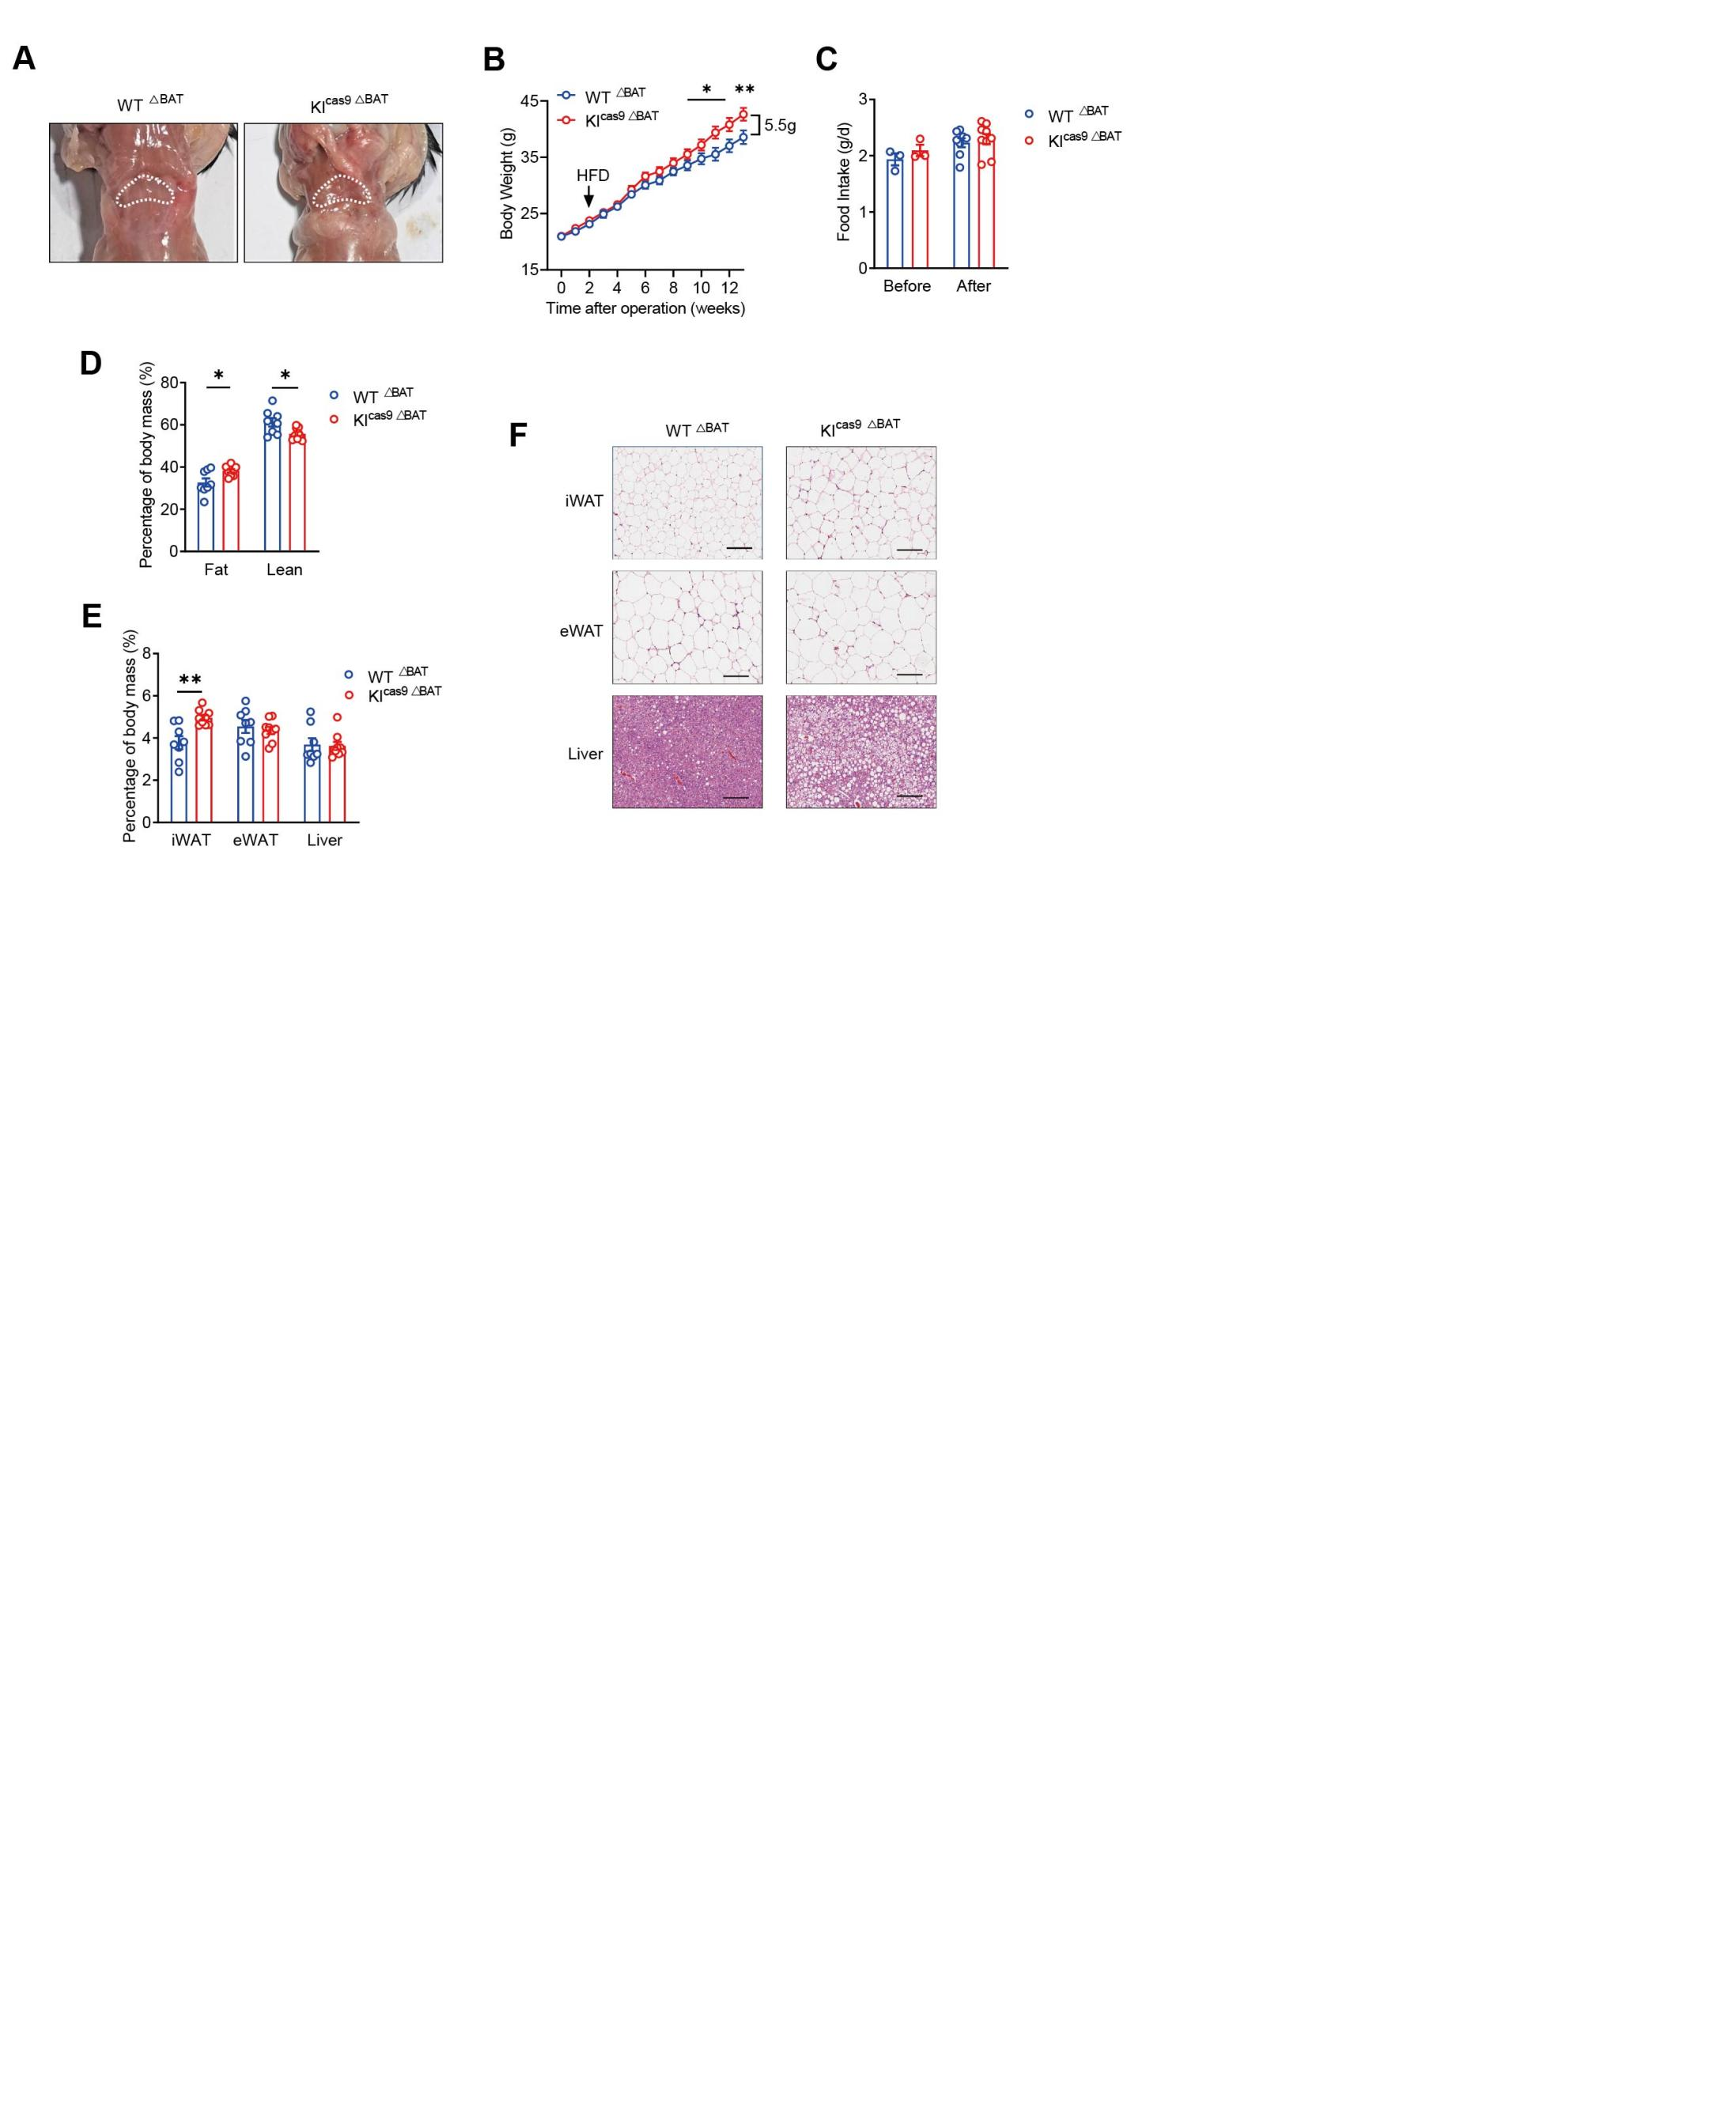 A
WT △BAT
KIcas9 △BAT
B
WT △BAT
KIcas9 △BAT
* **
5.5g
HFD
Body Weight (g)
45
35
25
15
0 2 4 6 8 10 12
Time after operation (weeks)
C
WT △BAT
KIcas9 △BAT
Food Intake (g/d)
3
2
1
0
Before After
D
* *
WT △BAT
KIcas9 △BAT
Percentage of body mass (%)
80
60
40
20
0
Fat Lean
E
**
WT △BAT
KIcas9 △BAT
Percentage of body mass (%)
8
6
4
2
0
iWAT eWAT Liver
F
WT △BAT
KIcas9 △BAT
iWAT
eWAT
Liver